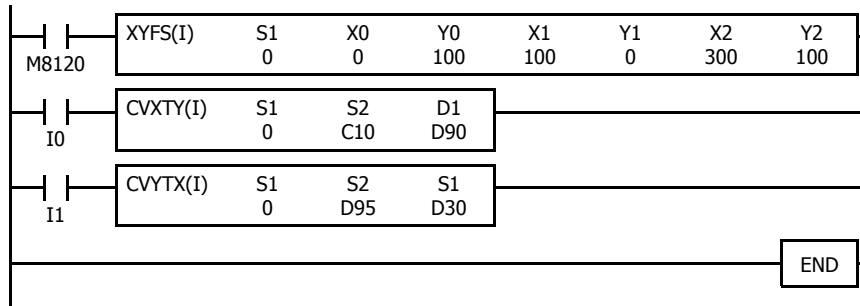 XYFS(I) S1 X0 Y0 X1 Y1 X2 Y2
M8120 0 0 100 100 0 300 100
CVXTY(I) S1 S2 D1
I0 0 C10 D90
CVYTX(I) S1 S2 S1
I1 0 D95 D30
END